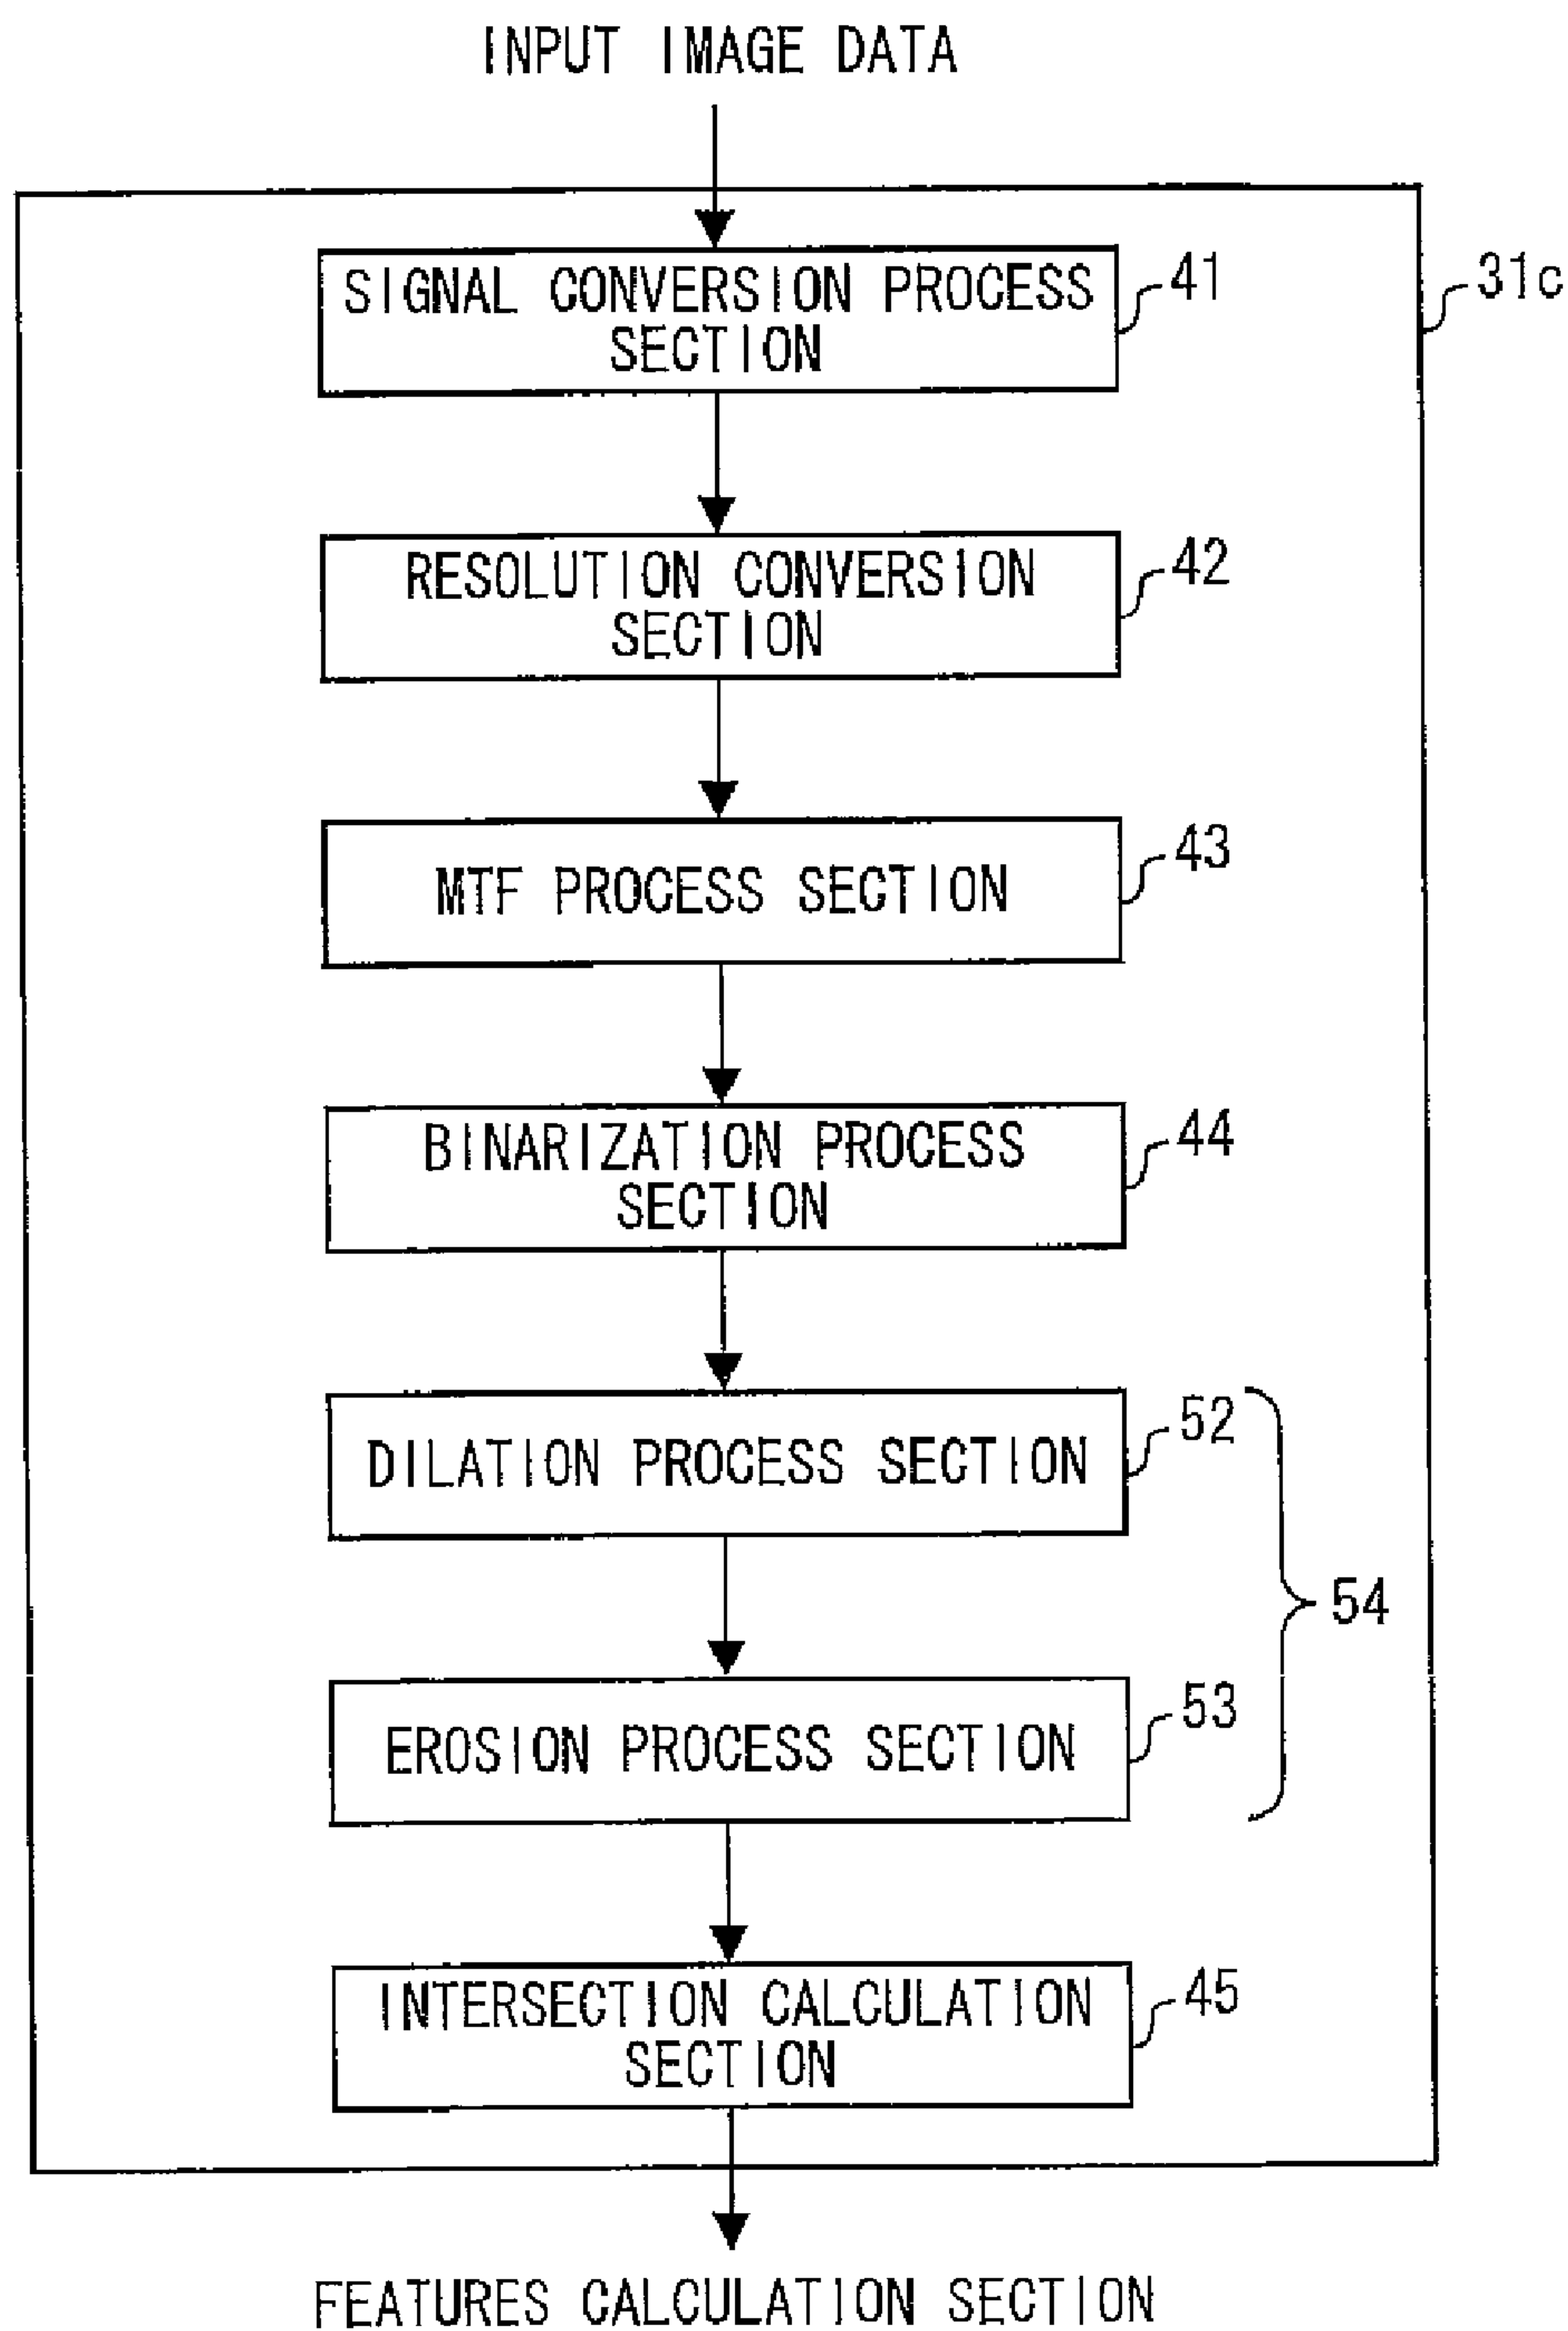 INPUT IMAGE DATA
SIGNAL CONVERSION PROCESS
SECTION
41
31c
RESOLUTION CONVERSION
SECTION
42
MTF PROCESS SECTION
43
BINARIZATION PROCESS
SECTION
44
DILATION PROCESS SECTION
52
54
EROSION PROCESS SECTION
53
INTERSECTION CALCULATION
SECTION
45
FEATURES CALCULATION SECTION